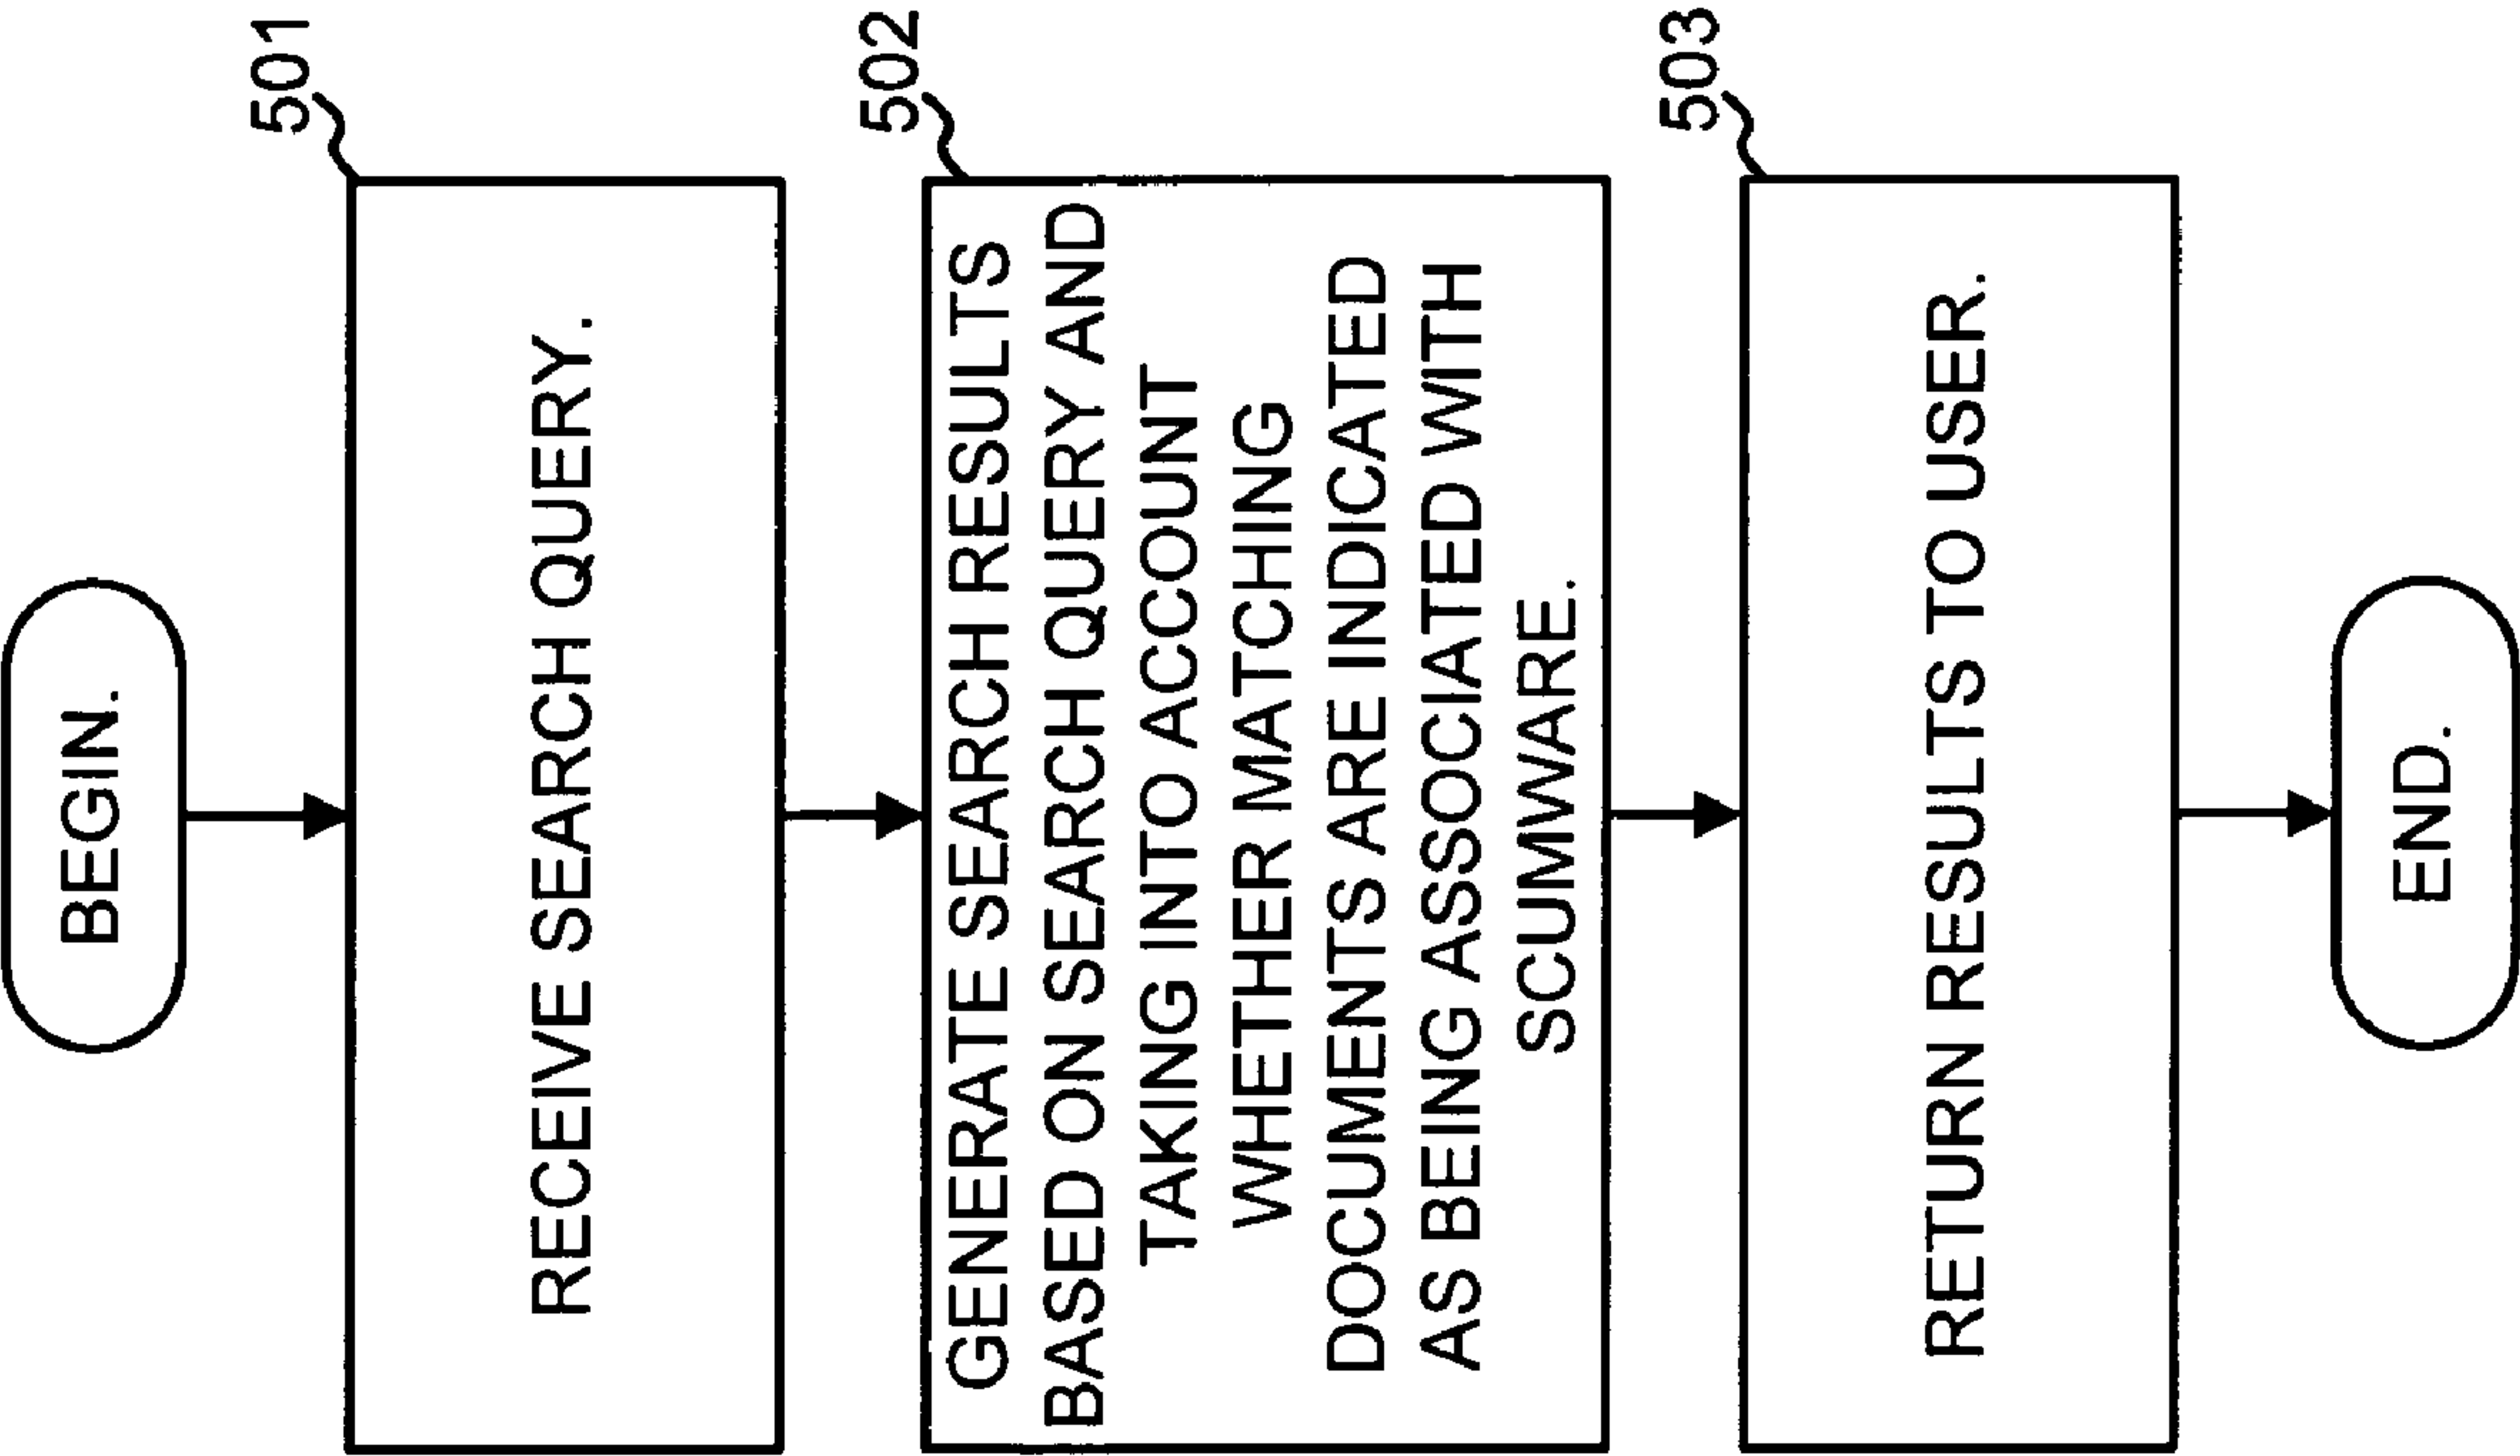 BEGIN.
501
RECEIVE SEARCH QUERY.
502
GENERATE SEARCH RESULTS
BASED ON SEARCH QUERY AND
TAKING INTO ACCOUNT
WHETHER MATCHING
DOCUMENTS ARE INDICATED
AS BEING ASSOCIATED WITH
SCUMWARE.
503
RETURN RESULTS TO USER.
END.